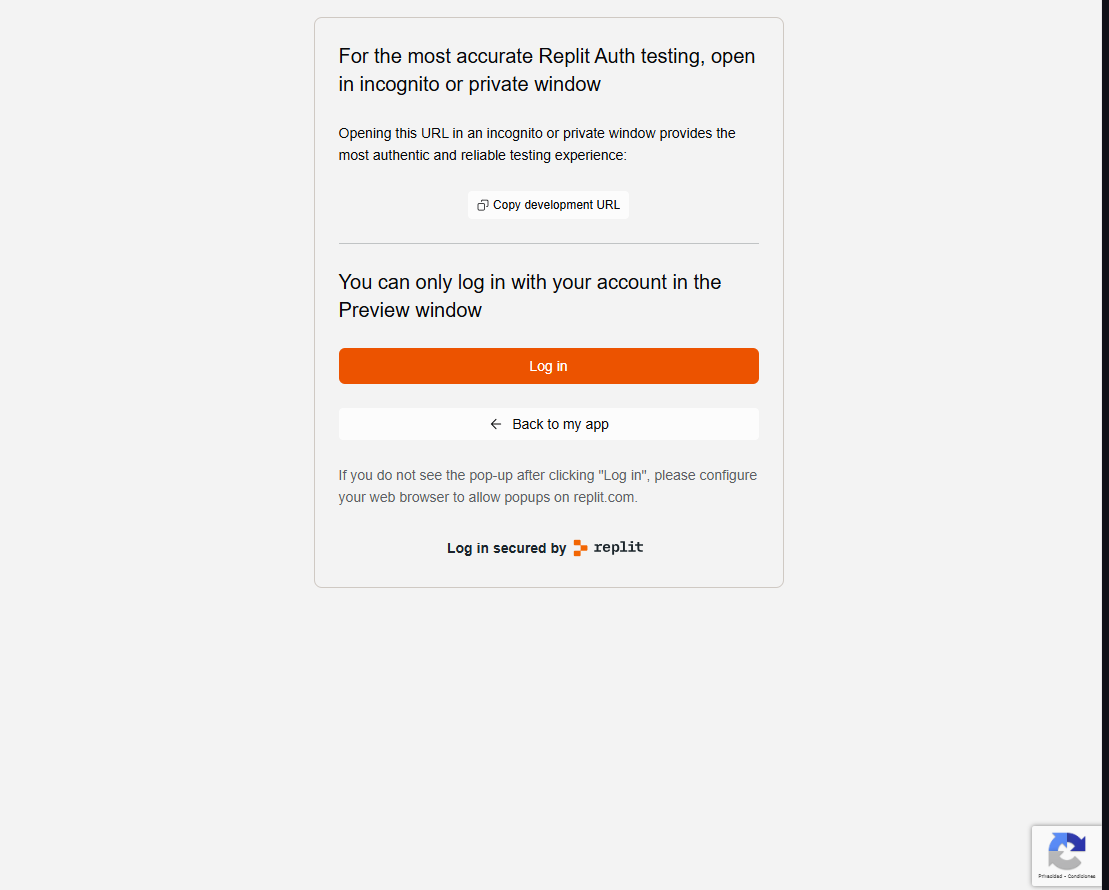 For the most accurate Replit Auth testing, open
in incognito or private window
Opening this URL in an incognito or private window provides the
most authentic and reliable testing experience:
Copy development URL
You can only log in with your account in the
Preview window
Log in
Back to my app
If you do not see the pop-up after clicking "Log in", please configure
your web browser to allow popups on replit.com.
Log in secured by replit
Privacidad - Condiciones